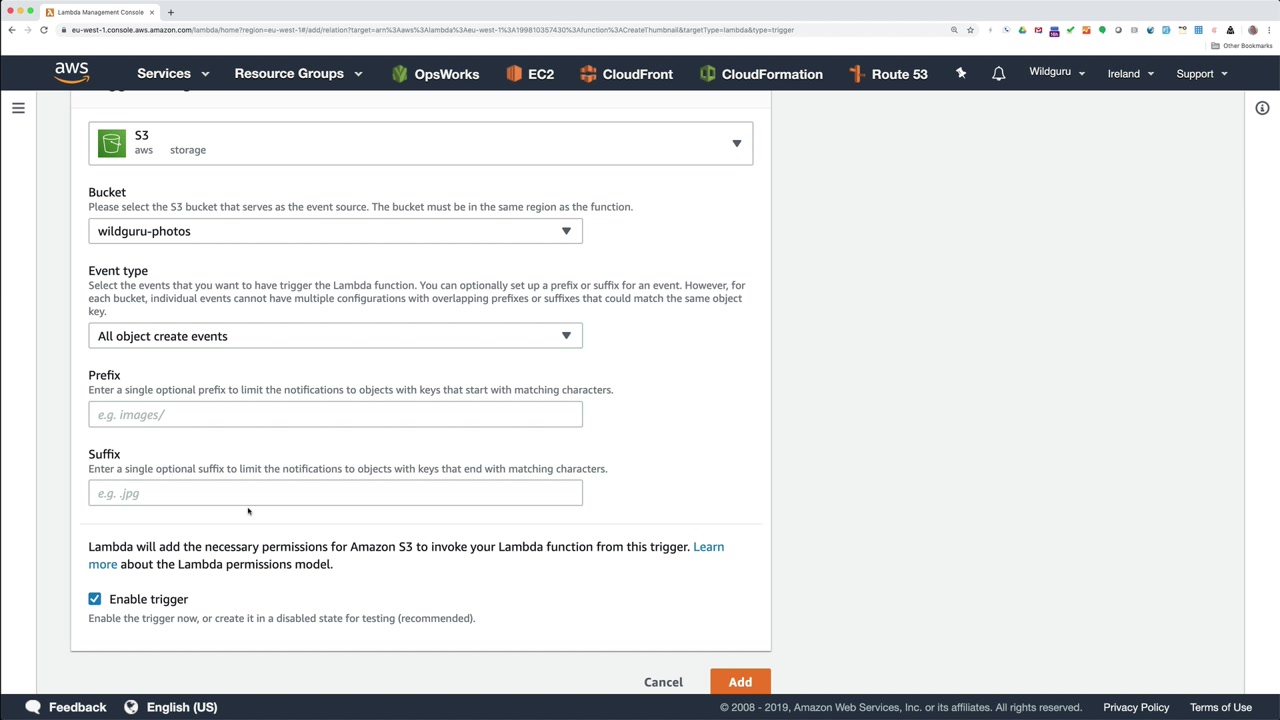 Lambda Management Console
eu-west-1.console.aws.amazon.com/lambda/home?region=eu-west-1#/add/relation?target=arn%3Aaws%3Alambda%3Aeu-west-1%3A199810357430%3Afunction%3ACreateThumbnail&targetType=lambda&type=trigger
Other Bookmarks
aws Services Resource Groups OpsWorks EC2 CloudFront CloudFormation Route 53 Wildguru Ireland Support
S3
aws storage
Bucket
Please select the S3 bucket that serves as the event source. The bucket must be in the same region as the function.
wildguru-photos
Event type
Select the events that you want to have trigger the Lambda function. You can optionally set up a prefix or suffix for an event. However, for
each bucket, individual events cannot have multiple configurations with overlapping prefixes or suffixes that could match the same object
key.
All object create events
Prefix
Enter a single optional prefix to limit the notifications to objects with keys that start with matching characters.
e.g. images/
Suffix
Enter a single optional suffix to limit the notifications to objects with keys that end with matching characters.
e.g. .jpg
Lambda will add the necessary permissions for Amazon S3 to invoke your Lambda function from this trigger. Learn
more about the Lambda permissions model.
Enable trigger
Enable the trigger now, or create it in a disabled state for testing (recommended).
Cancel Add
Feedback English (US) © 2008 - 2019, Amazon Web Services, Inc. or its affiliates. All rights reserved. Privacy Policy Terms of Use